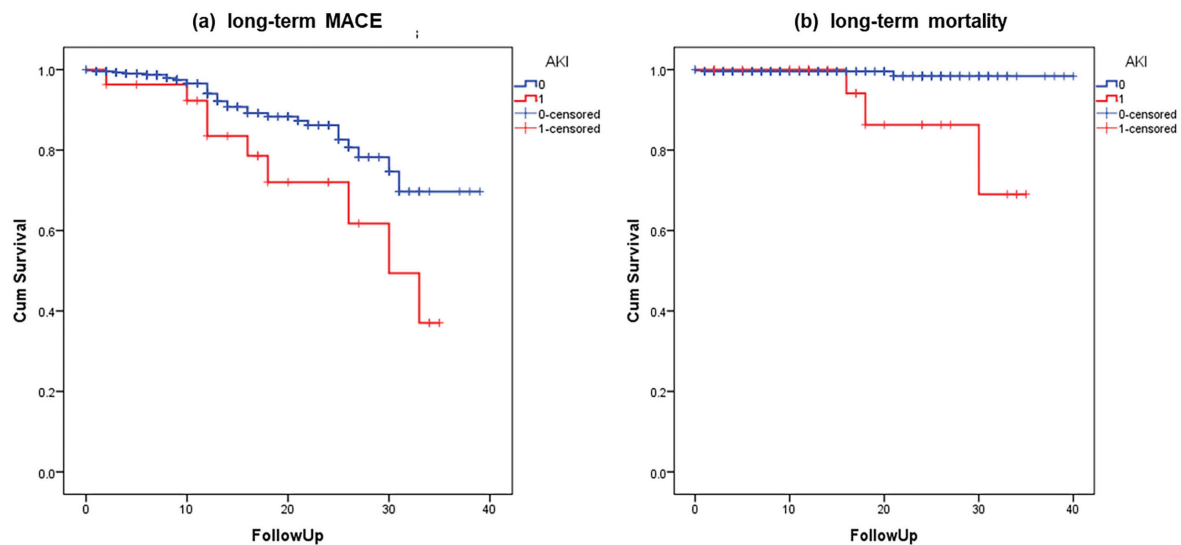 (a) long-term MACE
;
AKI
0
1
0-censored
1-censored
1.0
0.8
0.6
0.4
0.2
0.0
Cum Survival
0 10 20 30 40
FollowUp
(b) long-term mortality
AKI
0
1
0-censored
1-censored
1.0
0.8
0.6
0.4
0.2
0.0
Cum Survival
0 10 20 30 40
FollowUp